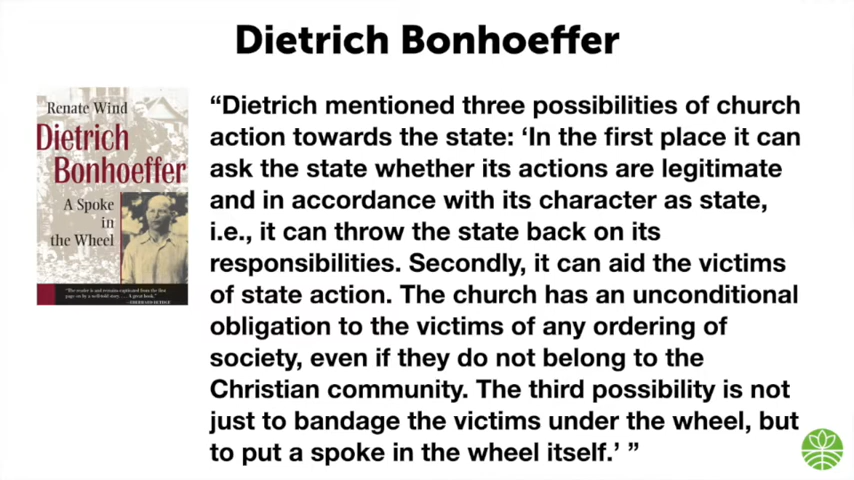 Dietrich Bonhoeffer
Renate Wind
Dietrich
Bonhoeffer
A Spoke
in
the Wheel
“Dietrich mentioned three possibilities of church
action towards the state: ‘In the first place it can
ask the state whether its actions are legitimate
and in accordance with its character as state,
i.e., it can throw the state back on its
responsibilities. Secondly, it can aid the victims
of state action. The church has an unconditional
obligation to the victims of any ordering of
society, even if they do not belong to the
Christian community. The third possibility is not
just to bandage the victims under the wheel, but
to put a spoke in the wheel itself.’ ”